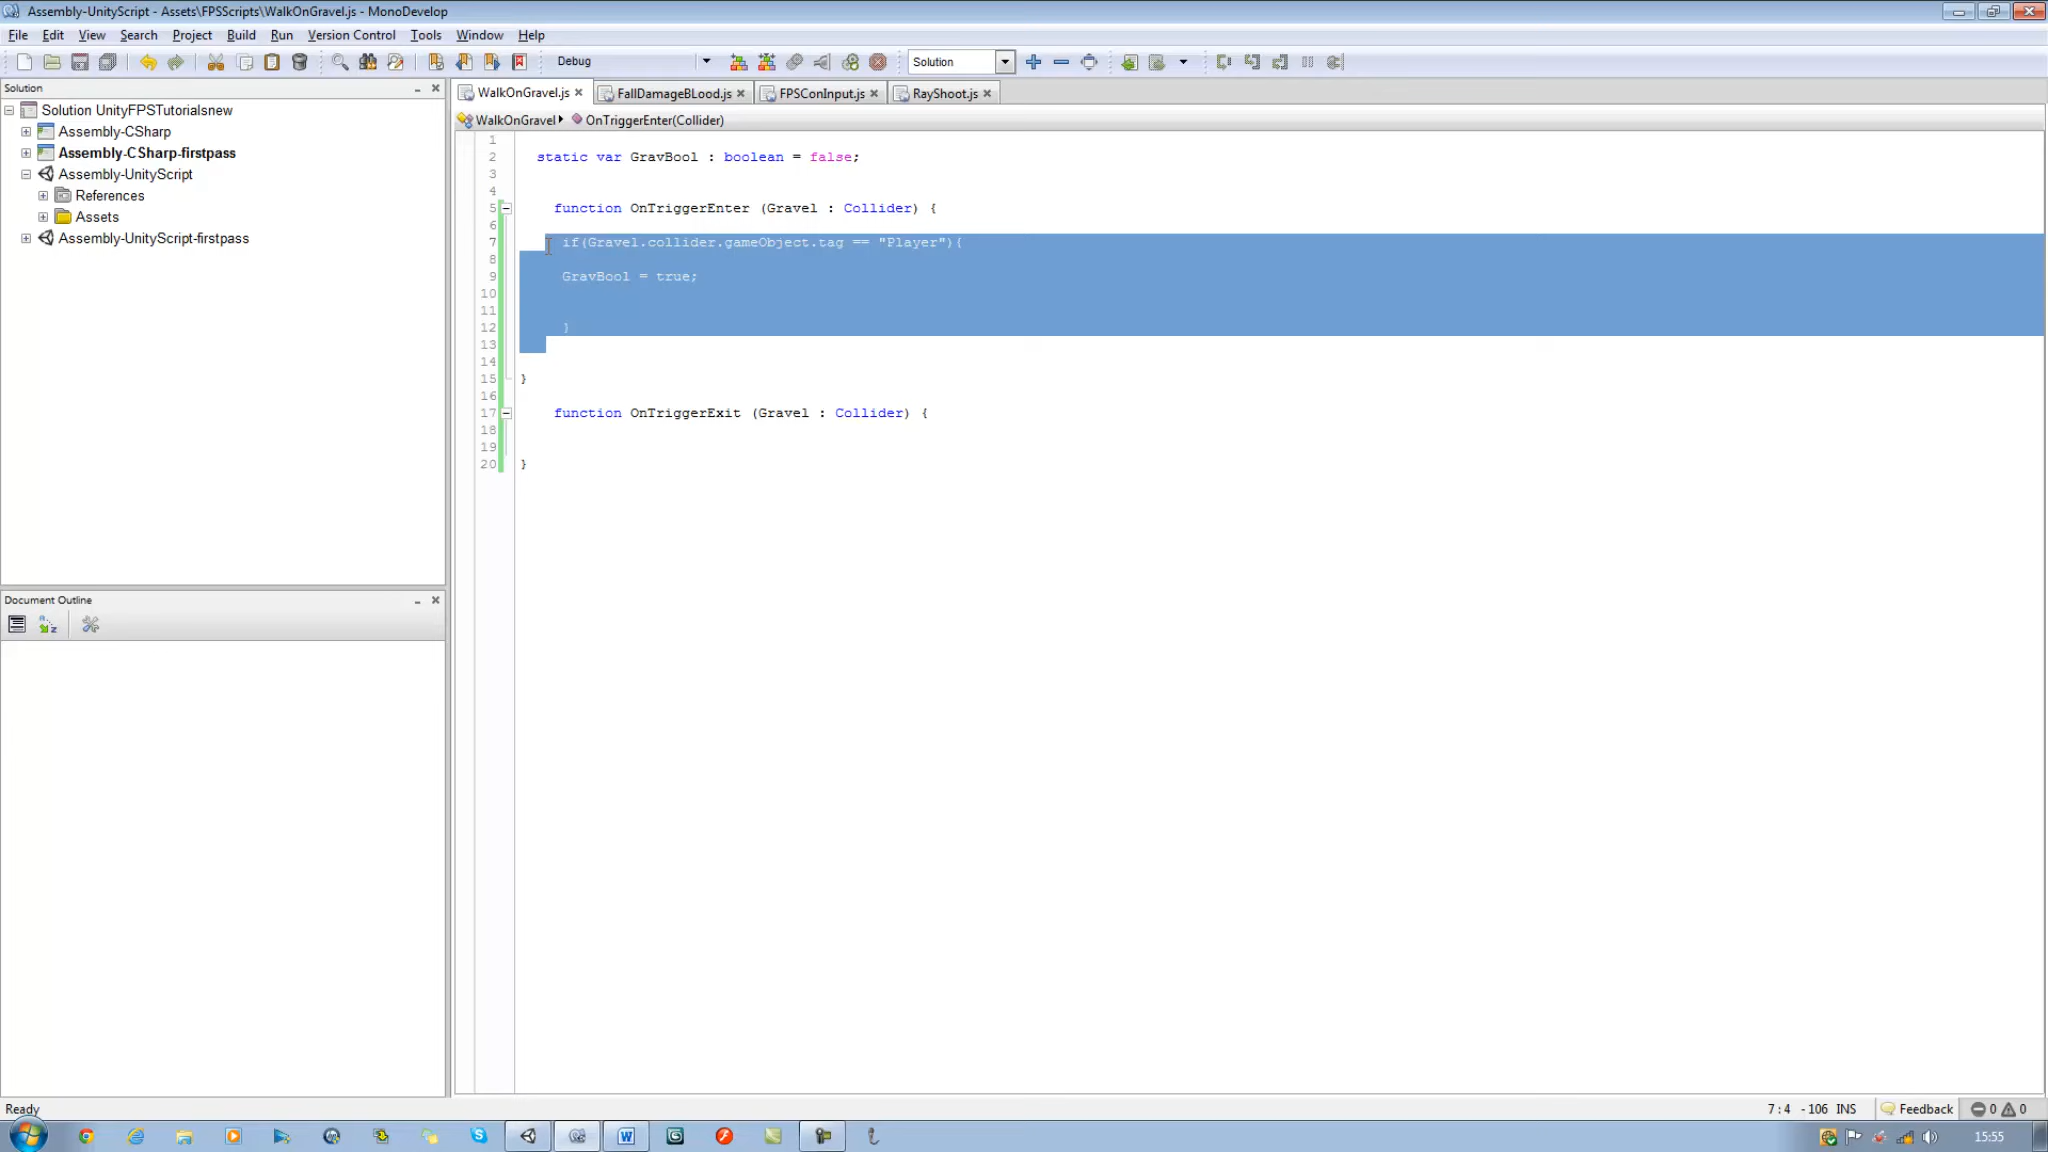 Assembly-UnityScript - Assets\FPSScripts\WalkOnGravel.js - MonoDevelop
File Edit View Search Project Build Run Version Control Tools Window Help
Debug Solution
Solution
Solution UnityFPSTutorialsnew
Assembly-CSharp
Assembly-CSharp-firstpass
Assembly-UnityScript
References
Assets
Assembly-UnityScript-firstpass
Document Outline
WalkOnGravel.js FallDamageBLood.js FPSConInput.js RayShoot.js
WalkOnGravel OnTriggerEnter(Collider)
1
2 static var GravBool : boolean = false;
3
4
5 function OnTriggerEnter (Gravel : Collider) {
6
7 if(Gravel.collider.gameObject.tag == "Player"){
8
9 GravBool = true;
10
11
12 }
13
14
15 }
16
17 function OnTriggerExit (Gravel : Collider) {
18
19
20 }
Ready 7 : 4 - 106 INS Feedback 0 0
15:55